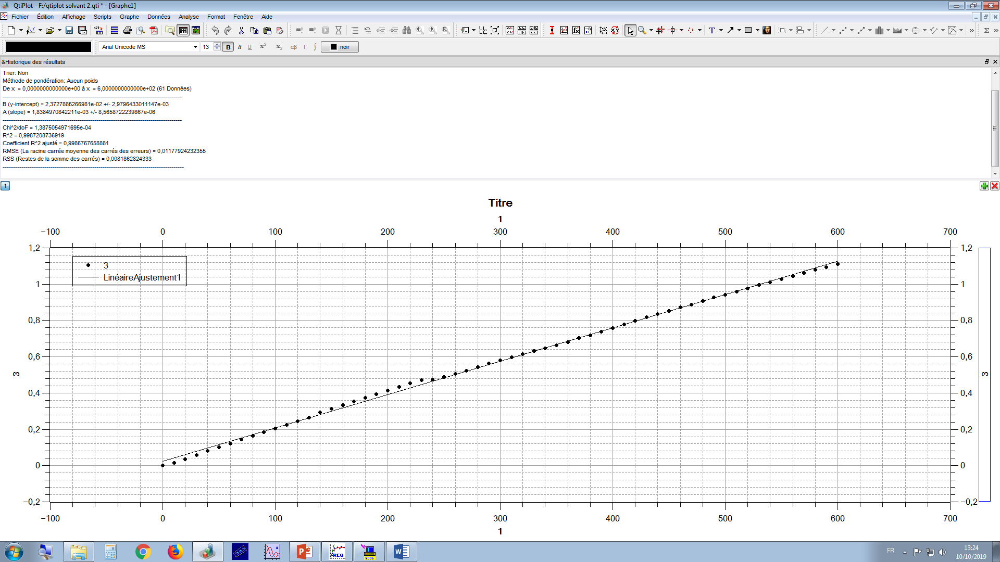 QtiPlot - F:/qtiplot solvant 2.qti * - [Graphe1]
Fichier Édition Affichage Scripts Graphe Données Analyse Format Fenêtre Aide
Arial Unicode MS 13 B It U x² x₂ αβ Γ ∫ noir
&Historique des résultats
Trier: Non
Méthode de pondération: Aucun poids
De x = 0,0000000000000e+00 à x = 6,0000000000000e+02 (61 Données)
B (y-intercept) = 2,3727885266981e-02 +/- 2,9796433011147e-03
A (slope) = 1,8384970842211e-03 +/- 8,5658722239867e-06
Chi^2/doF = 1,3875054971695e-04
R^2 = 0,9987208736919
Coefficient R^2 ajusté = 0,9986767658881
RMSE (La racine carrée moyenne des carrés des erreurs) = 0,01177924232355
RSS (Restes de la somme des carrés) = 0,0081862824333
1
Titre
1
−100 0 100 200 300 400 500 600 700
1,2 1,2
3
LinéaireAjustement1
1 1
0,8 0,8
0,6 0,6
3 3
0,4 0,4
0,2 0,2
0 0
−0,2 −0,2
−100 0 100 200 300 400 500 600 700
1
REG
2006
FR
13:24
10/10/2019